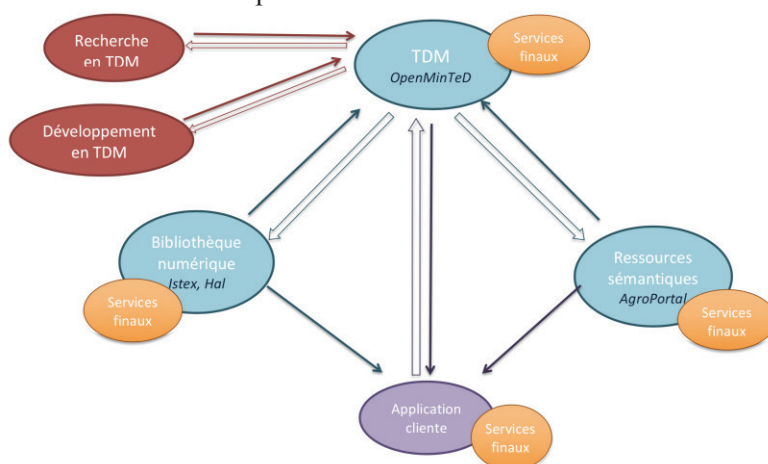 Recherche
en TDM
TDM
OpenMinTeD
Services
finaux
Développement
en TDM
Bibliothèque
numérique
Istex, Hal
Services
finaux
Ressources
sémantiques
AgroPortal
Services
finaux
Application
cliente
Services
finaux